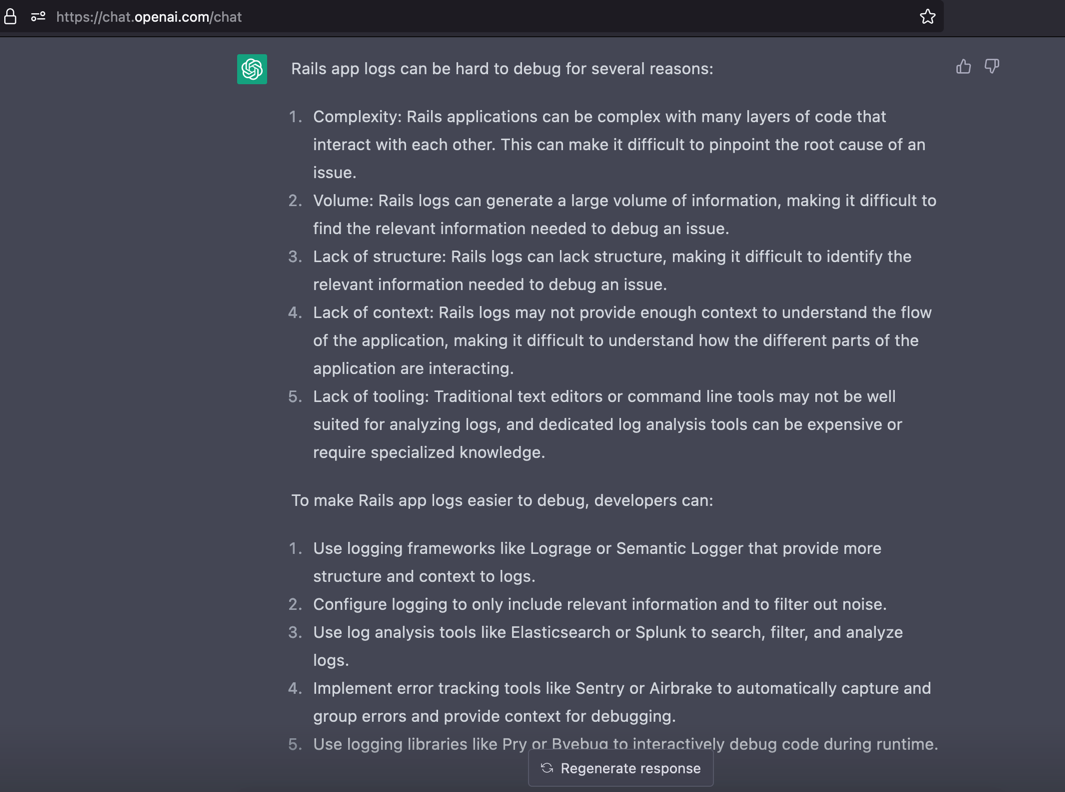 https://chat.openai.com/chat
Rails app logs can be hard to debug for several reasons:
1. Complexity: Rails applications can be complex with many layers of code that
interact with each other. This can make it difficult to pinpoint the root cause of an
issue.
2. Volume: Rails logs can generate a large volume of information, making it difficult to
find the relevant information needed to debug an issue.
3. Lack of structure: Rails logs can lack structure, making it difficult to identify the
relevant information needed to debug an issue.
4. Lack of context: Rails logs may not provide enough context to understand the flow
of the application, making it difficult to understand how the different parts of the
application are interacting.
5. Lack of tooling: Traditional text editors or command line tools may not be well
suited for analyzing logs, and dedicated log analysis tools can be expensive or
require specialized knowledge.
To make Rails app logs easier to debug, developers can:
1. Use logging frameworks like Lograge or Semantic Logger that provide more
structure and context to logs.
2. Configure logging to only include relevant information and to filter out noise.
3. Use log analysis tools like Elasticsearch or Splunk to search, filter, and analyze
logs.
4. Implement error tracking tools like Sentry or Airbrake to automatically capture and
group errors and provide context for debugging.
5. Use logging libraries like Pry or Byebug to interactively debug code during runtime.
Regenerate response